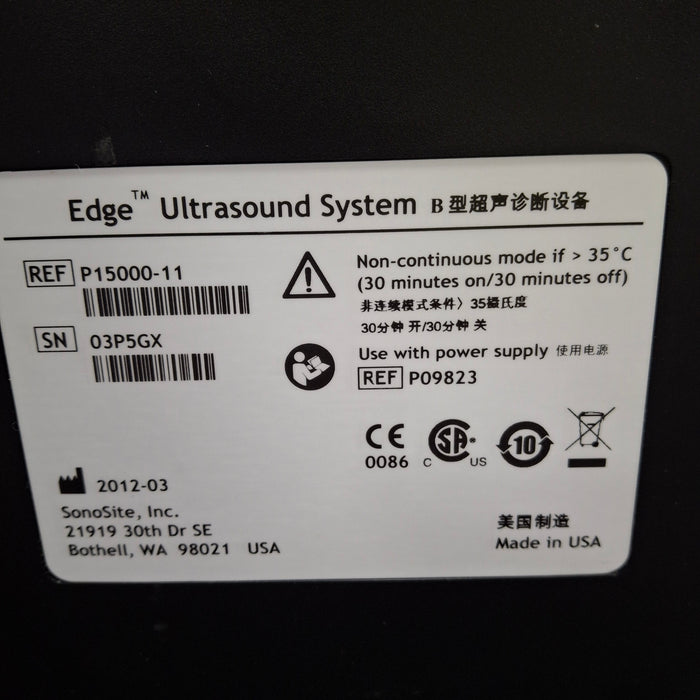 Edge™ Ultrasound System B型超声诊断设备
REF P15000-11
SN 03P5GX
Non-continuous mode if > 35°C
(30 minutes on/30 minutes off)
非连续模式条件〉35摄氏度
30分钟 开/30分钟 关
Use with power supply 使用电源
REF P09823
CE
0086
C SA US
10
2012-03
SonoSite, Inc.
21919 30th Dr SE
Bothell, WA 98021 USA
美国制造
Made in USA